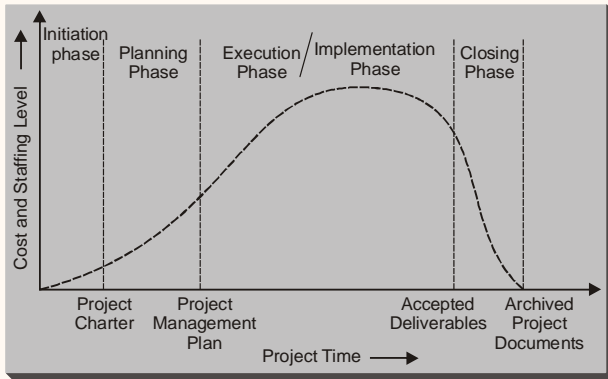 Initiation
phase
Planning
Phase
Execution
Phase
/
Implementation
Phase
Closing
Phase
Cost and Staffing Level
Project
Charter
Project
Management
Plan
Accepted
Deliverables
Archived
Project
Documents
Project Time